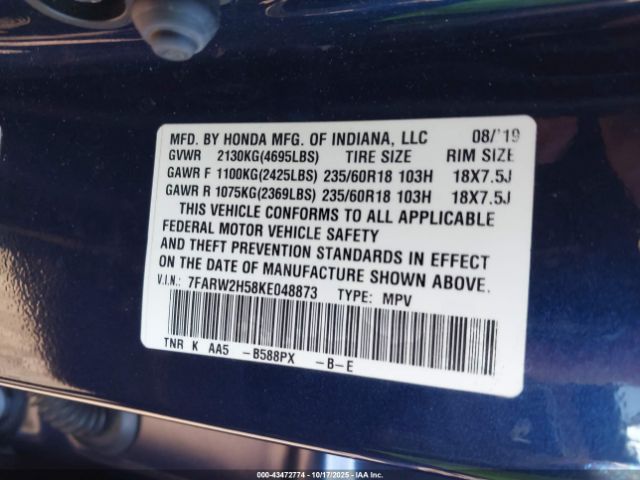 MFD. BY HONDA MFG. OF INDIANA, LLC 08/'19
GVWR 2130KG(4695LBS) TIRE SIZE RIM SIZE
GAWR F 1100KG(2425LBS) 235/60R18 103H 18X7.5J
GAWR R 1075KG(2369LBS) 235/60R18 103H 18X7.5J
THIS VEHICLE CONFORMS TO ALL APPLICABLE
FEDERAL MOTOR VEHICLE SAFETY
AND THEFT PREVENTION STANDARDS IN EFFECT
ON THE DATE OF MANUFACTURE SHOWN ABOVE.
V.I.N.: 7FARW2H58KE048873 TYPE: MPV
TNR K AA5 -B588PX -B-E
000-43472774 | 10/17/2025 | IAA, Inc.